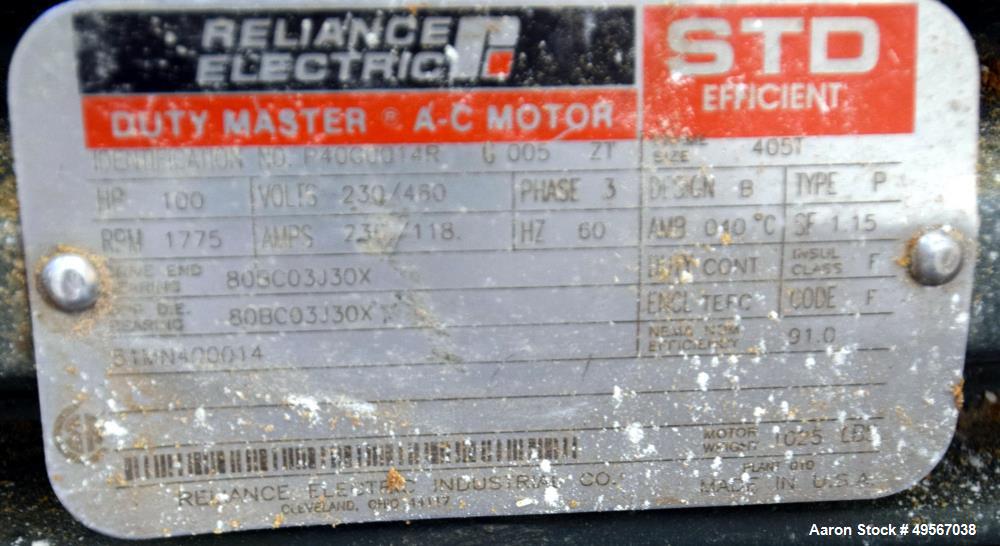 RELIANCE
ELECTRIC
STD
EFFICIENT
DUTY MASTER ® A-C MOTOR
IDENTIFICATION NO. P40G0014R G 005 ZT
SIZE 405T
HP 100 VOLTS 230/460 PHASE 3 DESIGN B TYPE P
RPM 1775 AMPS /118. HZ 60 AMB 040 °C SF 1.15
DRIVE END
BEARING 80BC03J30X DUTY CONT INSUL
CLASS F
OPP. D.E.
BEARING 80BC03J30X ENCL TEFC CODE F
NEMA NOM
EFFICIENCY 91.0
MOTOR
WEIGHT 1025 LBS
PLANT 010
RELIANCE ELECTRIC INDUSTRIAL CO. MADE IN U.S.A.
CLEVELAND, OHIO 44117
Aaron Stock # 49567038